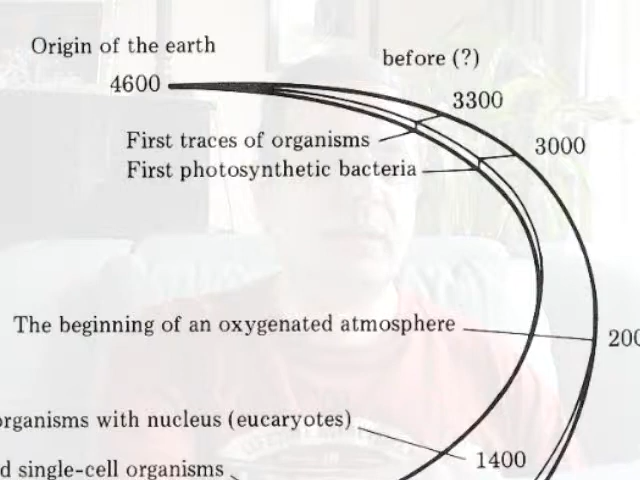 Origin of the earth
before (?)
4600
3300
First traces of organisms
3000
First photosynthetic bacteria
The beginning of an oxygenated atmosphere
200
organisms with nucleus (eucaryotes)
1400
d single-cell organisms